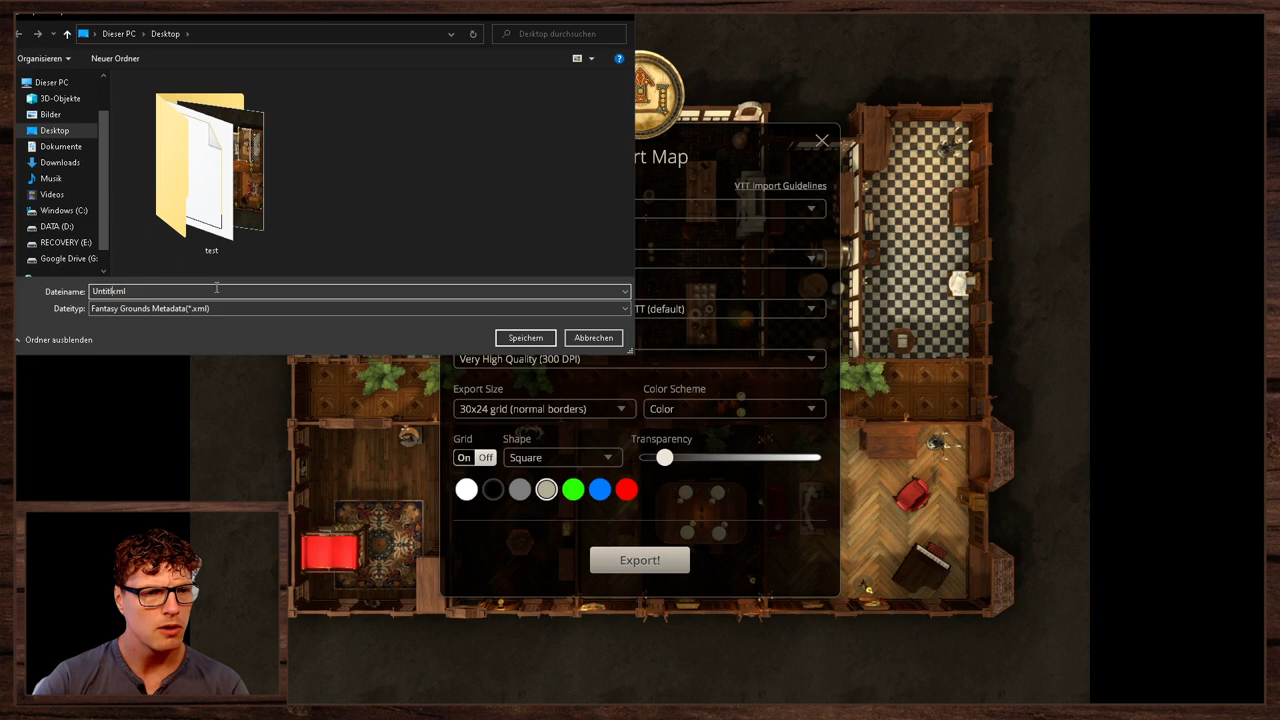 Dieser PC
Desktop
Desktop durchsuchen
Organisieren
Neuer Ordner
Dieser PC
3D-Objekte
Bilder
Desktop
Dokumente
Downloads
Musik
Videos
Windows (C:)
DATA (D:)
RECOVERY (E:)
Google Drive (G:
test
Dateiname:
Untitl.xml
Dateityp:
Fantasy Grounds Metadata(*.xml)
Ordner ausblenden
Speichern
Abbrechen
rt Map
VTT Import Guidelines
TT (default)
Very High Quality (300 DPI)
Export Size
Color Scheme
30x24 grid (normal borders)
Color
Grid
Shape
Transparency
On
Off
Square
Export!